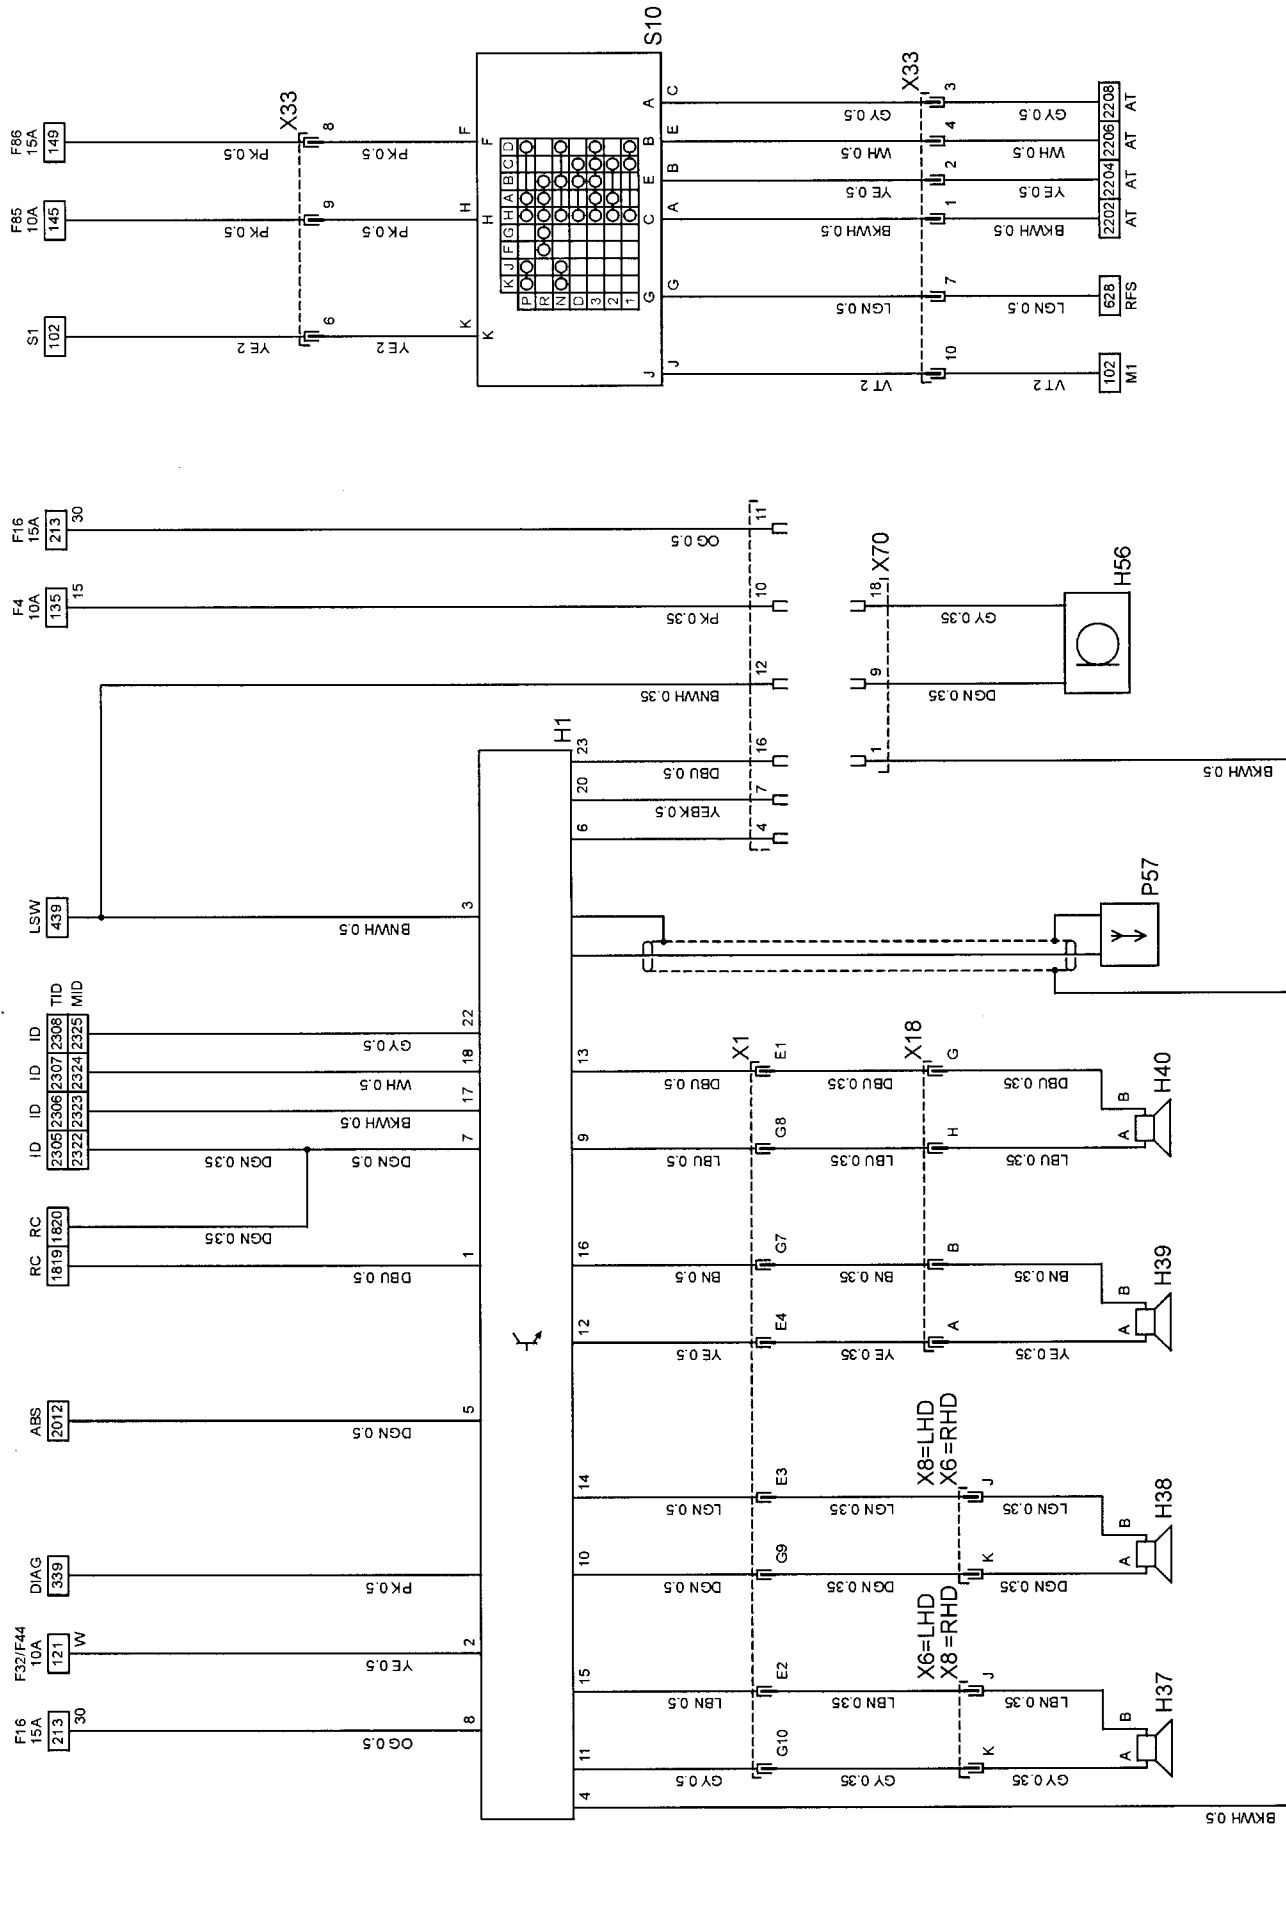 F86
15A
149
PK 0.5
X33
8
PK 0.5
F
F
F85
10A
145
PK 0.5
9
PK 0.5
H
H
S1
102
YE 2
6
YE 2
K
K
S10
K J F G H A B C D
P
R
N
D
3
2
1
A
C
GY 0.5
X33
3
GY 0.5
2208
AT
B
E
WH 0.5
4
WH 0.5
2206
AT
E
B
YE 0.5
2
YE 0.5
2204
AT
C
A
BKWH 0.5
1
BKWH 0.5
2202
AT
G
G
LGN 0.5
7
LGN 0.5
628
RFS
J
J
VT 2
10
VT 2
102
M1
F16
15A
213
30
OG 0.5
11
F4
10A
135
15
PK 0.35
10
BNWH 0.35
12
X70
18
GY 0.35
9
DGN 0.35
H56
1
BKWH 0.5
H1
23
DBU 0.5
16
20
YEBK 0.5
7
6
4
LSW
439
BNWH 0.5
3
P57
TID
MID
ID
2308
2325
GY 0.5
22
ID
2307
2324
WH 0.5
18
ID
2306
2323
BKWH 0.5
17
ID
2305
2322
DGN 0.35
DGN 0.5
7
RC
1820
DGN 0.35
RC
1819
DBU 0.5
1
ABS
2012
DGN 0.5
5
DIAG
339
PK 0.5
F32/F44
10A
121
W
YE 0.5
2
F16
15A
213
30
OG 0.5
8
X1
X18
13
DBU 0.5
E1
DBU 0.35
G
DBU 0.35
B
9
LBU 0.5
G8
LBU 0.35
H
LBU 0.35
A
H40
16
BN 0.5
G7
BN 0.35
B
BN 0.35
B
12
YE 0.5
E4
YE 0.35
A
YE 0.35
A
H39
X8=LHD
X6=RHD
14
LGN 0.5
E3
LGN 0.35
J
LGN 0.35
B
10
DGN 0.5
G9
DGN 0.35
K
DGN 0.35
A
H38
X6=LHD
X8=RHD
15
LBN 0.5
E2
LBN 0.35
J
LBN 0.35
B
11
GY 0.5
G10
GY 0.35
K
GY 0.35
A
H37
4
BKWH 0.5